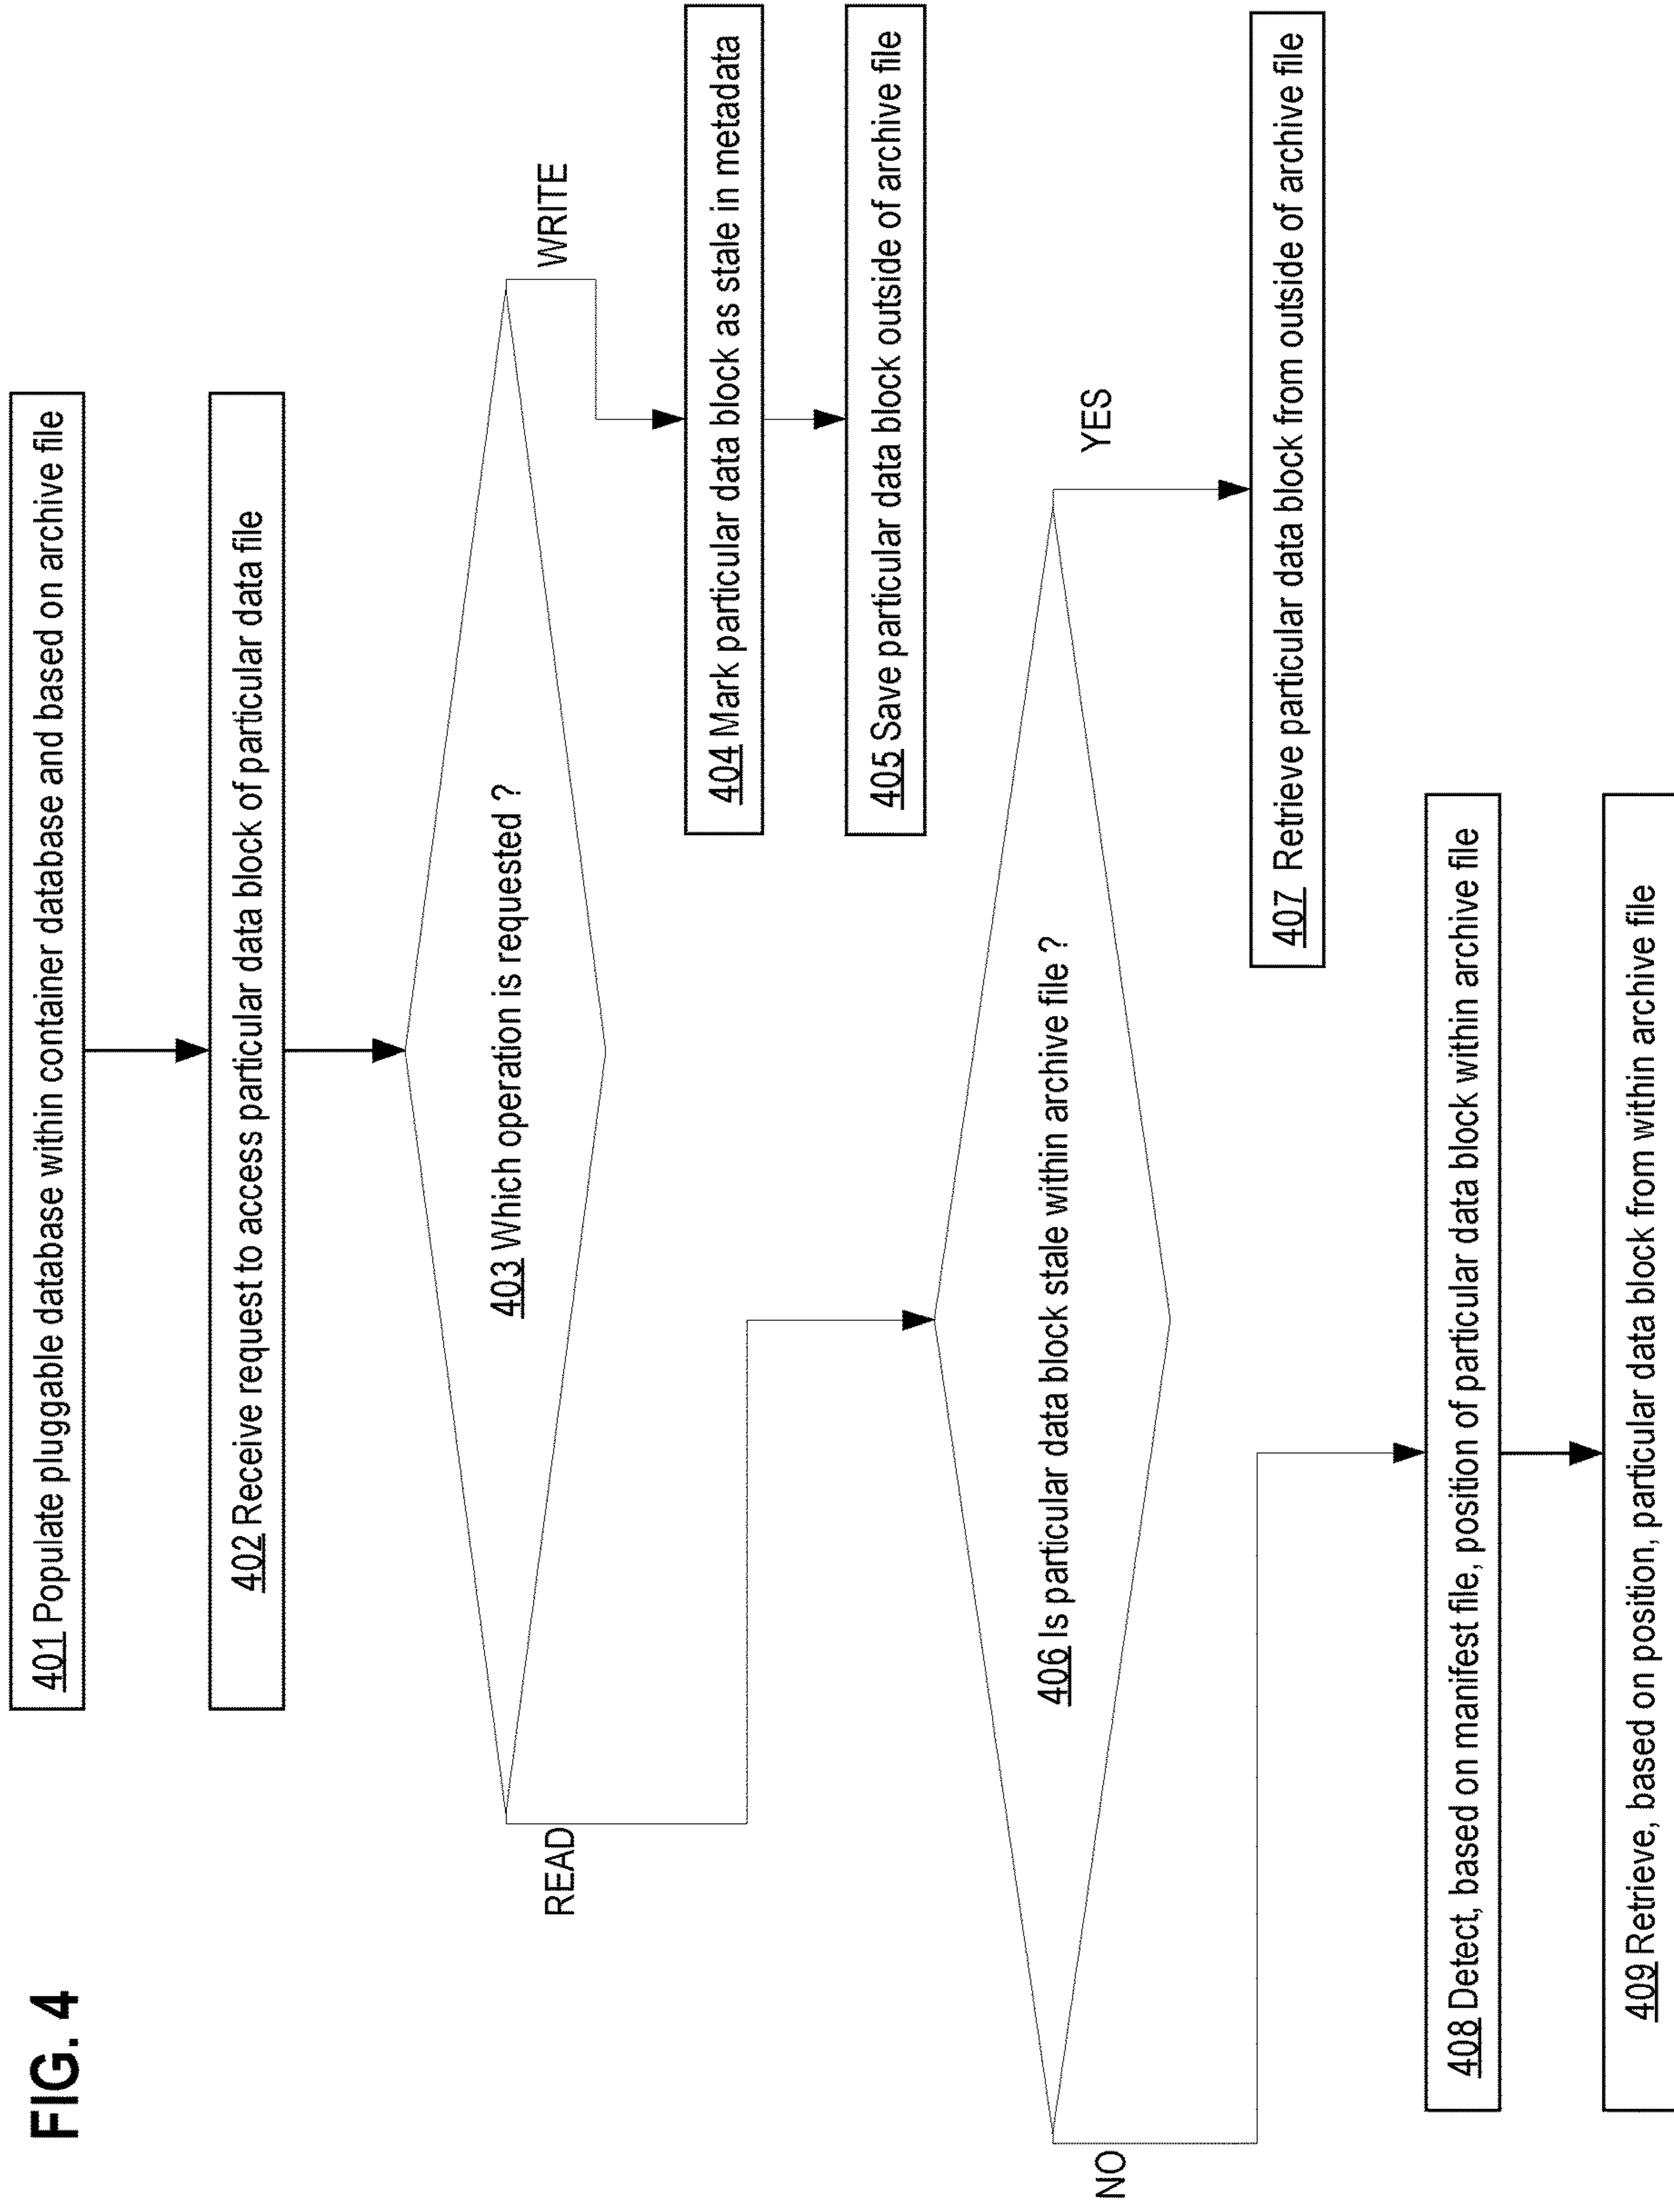 FIG. 4
401 Populate pluggable database within container database and based on archive file
402 Receive request to access particular data block of particular data file
403 Which operation is requested ?
READ
WRITE
404 Mark particular data block as stale in metadata
405 Save particular data block outside of archive file
406 Is particular data block stale within archive file ?
NO
YES
407 Retrieve particular data block from outside of archive file
408 Detect, based on manifest file, position of particular data block within archive file
409 Retrieve, based on position, particular data block from within archive file